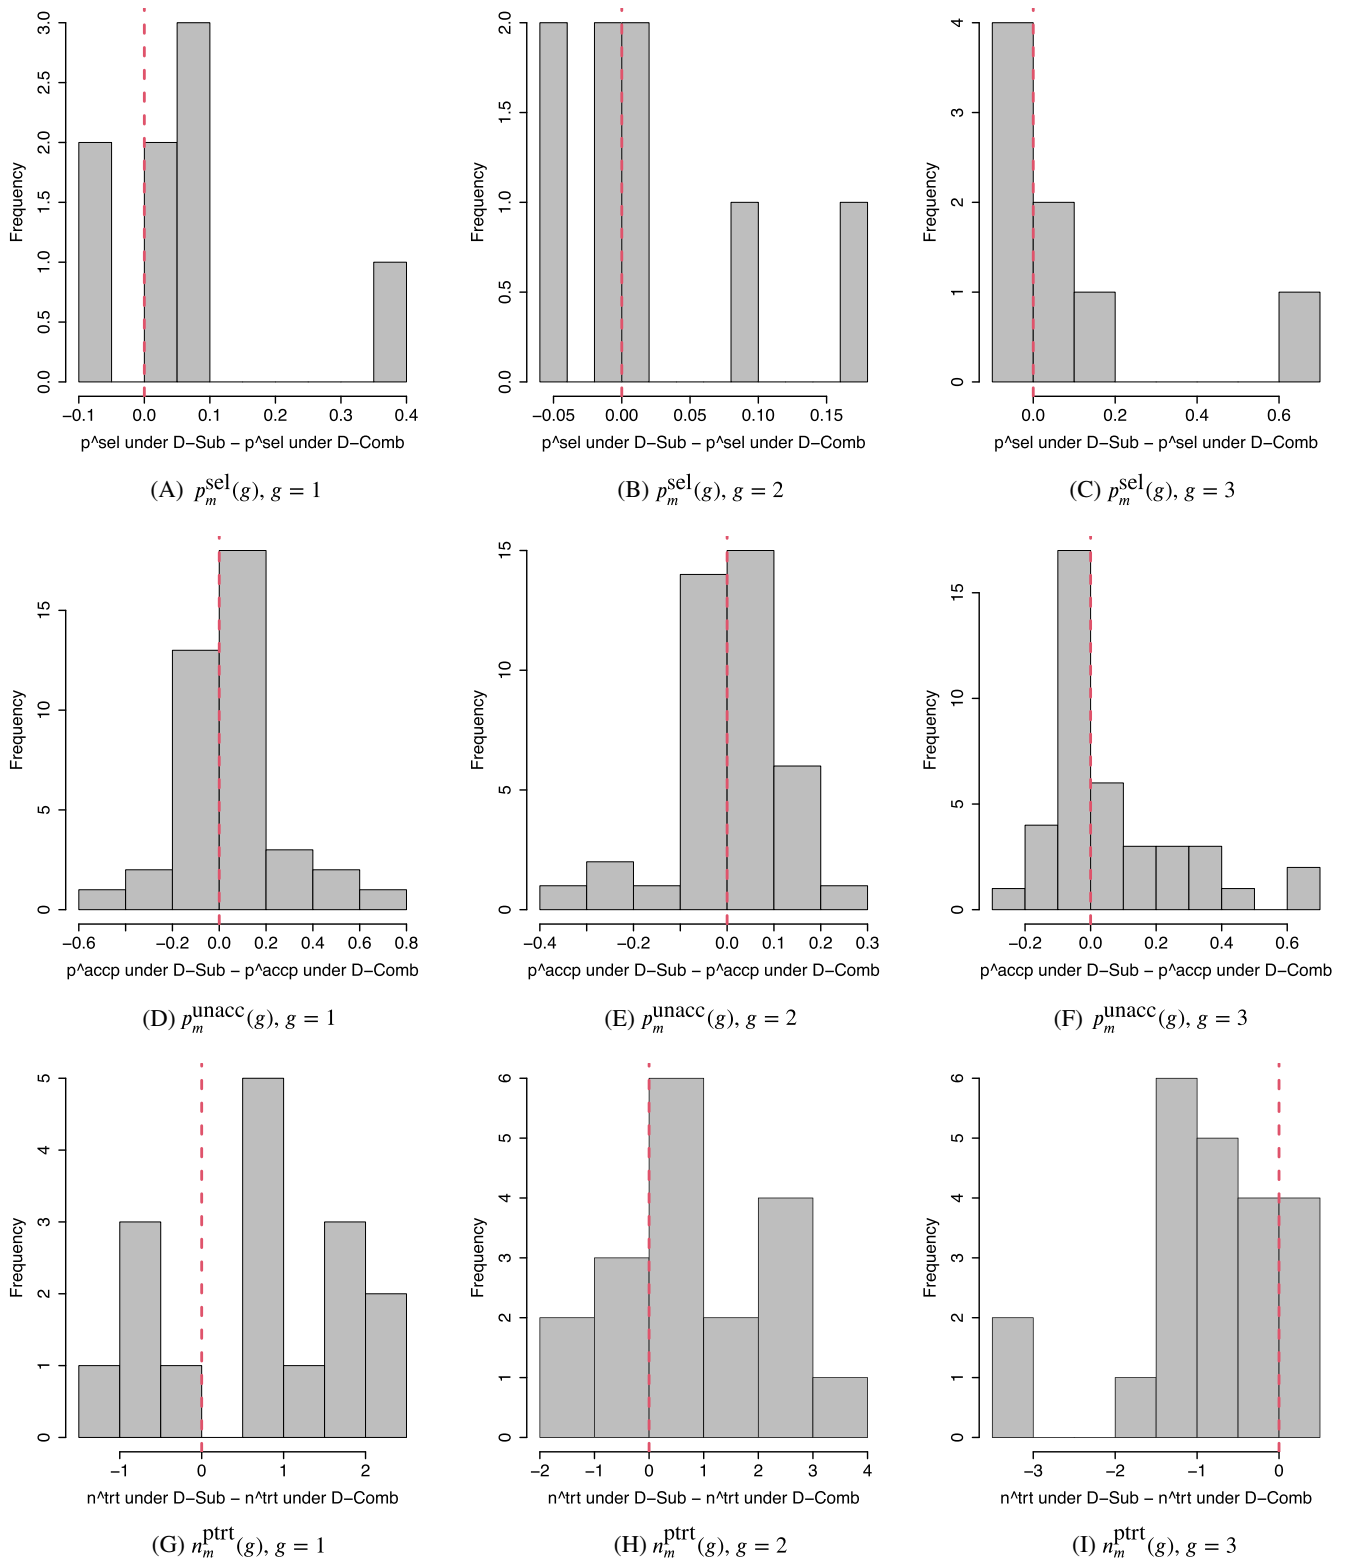 Frequency
0.0 0.5 1.0 1.5 2.0 2.5 3.0
−0.1 0.0 0.1 0.2 0.3 0.4
p^sel under D−Sub − p^sel under D−Comb
(A) p_m^sel(g), g = 1
Frequency
0.0 0.5 1.0 1.5 2.0
−0.05 0.00 0.05 0.10 0.15
p^sel under D−Sub − p^sel under D−Comb
(B) p_m^sel(g), g = 2
Frequency
0 1 2 3 4
0.0 0.2 0.4 0.6
p^sel under D−Sub − p^sel under D−Comb
(C) p_m^sel(g), g = 3
Frequency
0 5 10 15
−0.6 −0.2 0.0 0.2 0.4 0.6 0.8
p^accp under D−Sub − p^accp under D−Comb
(D) p_m^unacc(g), g = 1
Frequency
0 5 10 15
−0.4 −0.2 0.0 0.1 0.2 0.3
p^accp under D−Sub − p^accp under D−Comb
(E) p_m^unacc(g), g = 2
Frequency
0 5 10 15
−0.2 0.0 0.2 0.4 0.6
p^accp under D−Sub − p^accp under D−Comb
(F) p_m^unacc(g), g = 3
Frequency
0 1 2 3 4 5
−1 0 1 2
n^trt under D−Sub − n^trt under D−Comb
(G) n_m^ptrt(g), g = 1
Frequency
0 1 2 3 4 5 6
−2 −1 0 1 2 3 4
n^trt under D−Sub − n^trt under D−Comb
(H) n_m^ptrt(g), g = 2
Frequency
0 1 2 3 4 5 6
−3 −2 −1 0
n^trt under D−Sub − n^trt under D−Comb
(I) n_m^ptrt(g), g = 3